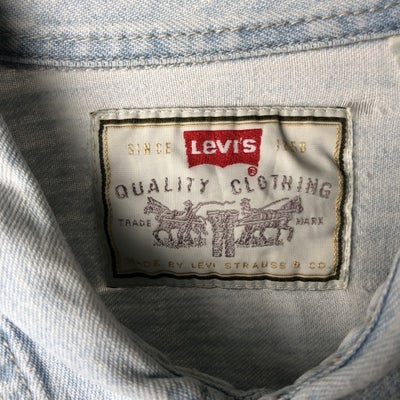 SINCE LEVI'S 1850
®
QUALITY CLOTHING
TRADE MARK
MADE BY LEVI STRAUSS & CO